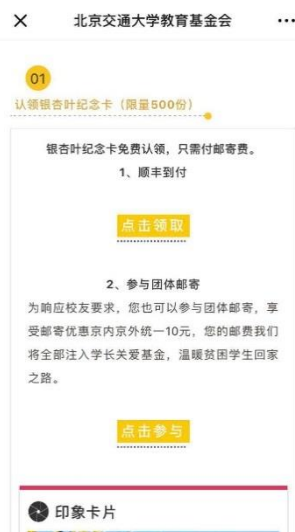 北京交通大学教育基金会
01
认领银杏叶纪念卡（限量500份）
银杏叶纪念卡免费认领，只需付邮寄费。
1、顺丰到付
点击领取
2、参与团体邮寄
为响应校友要求，您也可以参与团体邮寄，享
受邮寄优惠京内京外统一10元，您的邮费我们
将全部注入学长关爱基金，温暖贫困学生回家
之路。
点击参与
印象卡片